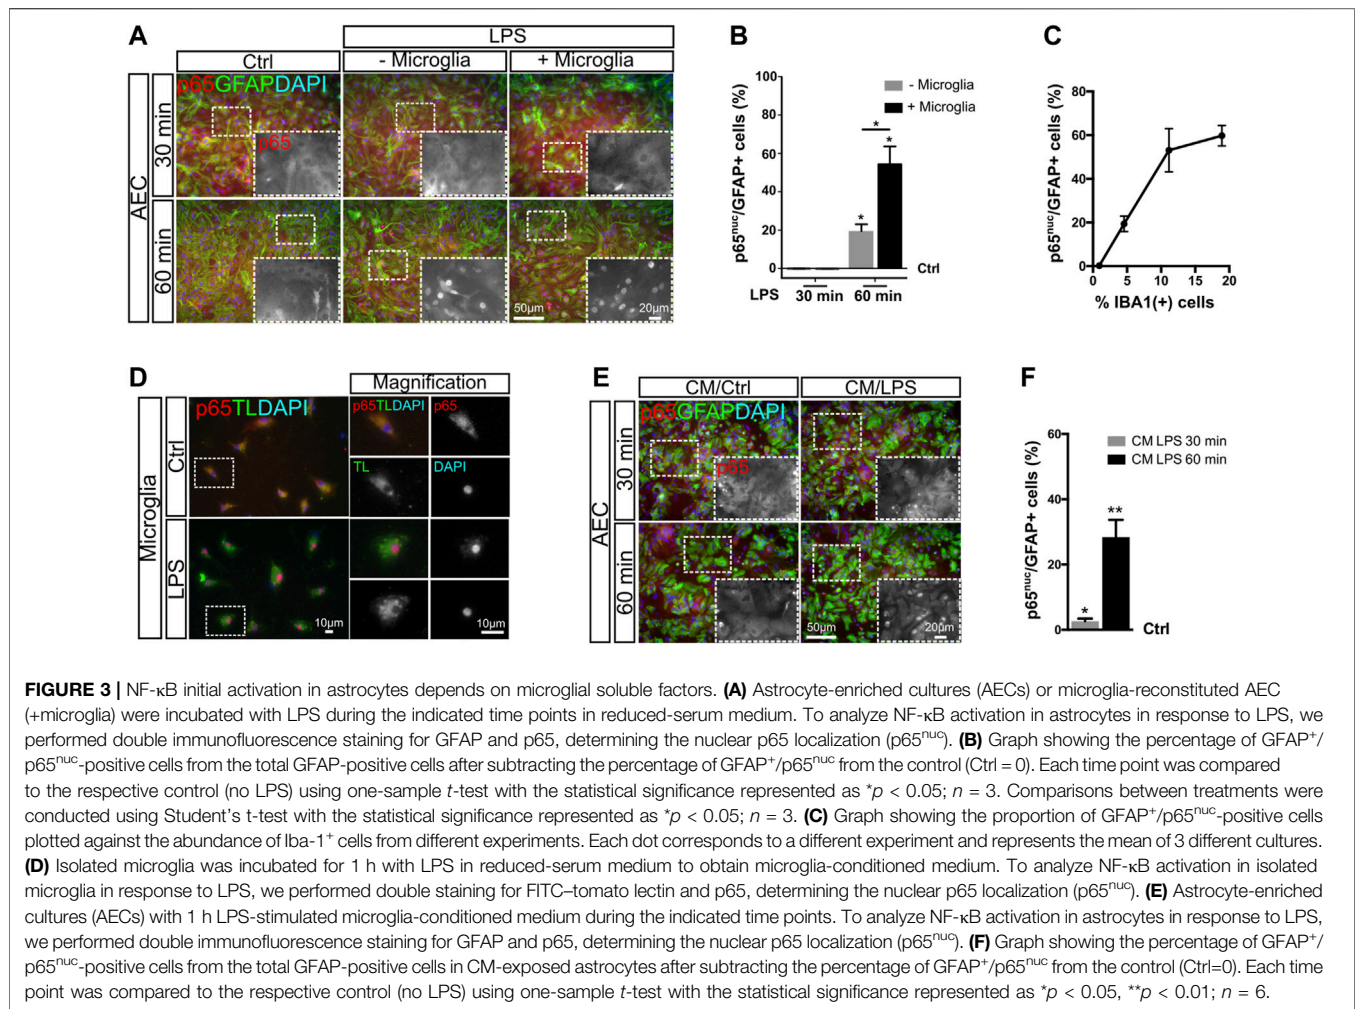 A
LPS
Ctrl
- Microglia
+ Microglia
AEC
30 min
60 min
p65GFAPDAPI
p65
50µm
20µm
B
p65nuc/GFAP+ cells (%)
100
80
60
40
20
0
- Microglia
+ Microglia
*
*
*
Ctrl
LPS
30 min
60 min
C
p65nuc/GFAP+ cells (%)
80
60
40
20
0
0
5
10
15
20
% IBA1(+) cells
D
Magnification
Microglia
Ctrl
LPS
p65TLDAPI
p65TLDAPI
p65
TL
DAPI
10µm
10µm
E
CM/Ctrl
CM/LPS
AEC
30 min
60 min
p65GFAPDAPI
p65
50µm
20µm
F
p65nuc/GFAP+ cells (%)
60
40
20
0
CM LPS 30 min
CM LPS 60 min
*
**
Ctrl
FIGURE 3 | NF-κB initial activation in astrocytes depends on microglial soluble factors. (A) Astrocyte-enriched cultures (AECs) or microglia-reconstituted AEC
(+microglia) were incubated with LPS during the indicated time points in reduced-serum medium. To analyze NF-κB activation in astrocytes in response to LPS, we
performed double immunofluorescence staining for GFAP and p65, determining the nuclear p65 localization (p65nuc). (B) Graph showing the percentage of GFAP+/
p65nuc-positive cells from the total GFAP-positive cells after subtracting the percentage of GFAP+/p65nuc from the control (Ctrl = 0). Each time point was compared
to the respective control (no LPS) using one-sample t-test with the statistical significance represented as *p < 0.05; n = 3. Comparisons between treatments were
conducted using Student's t-test with the statistical significance represented as *p < 0.05; n = 3. (C) Graph showing the proportion of GFAP+/p65nuc-positive cells
plotted against the abundance of Iba-1+ cells from different experiments. Each dot corresponds to a different experiment and represents the mean of 3 different cultures.
(D) Isolated microglia was incubated for 1 h with LPS in reduced-serum medium to obtain microglia-conditioned medium. To analyze NF-κB activation in isolated
microglia in response to LPS, we performed double staining for FITC–tomato lectin and p65, determining the nuclear p65 localization (p65nuc). (E) Astrocyte-enriched
cultures (AECs) with 1 h LPS-stimulated microglia-conditioned medium during the indicated time points. To analyze NF-κB activation in astrocytes in response to LPS,
we performed double immunofluorescence staining for GFAP and p65, determining the nuclear p65 localization (p65nuc). (F) Graph showing the percentage of GFAP+/
p65nuc-positive cells from the total GFAP-positive cells in CM-exposed astrocytes after subtracting the percentage of GFAP+/p65nuc from the control (Ctrl=0). Each time
point was compared to the respective control (no LPS) using one-sample t-test with the statistical significance represented as *p < 0.05, **p < 0.01; n = 6.